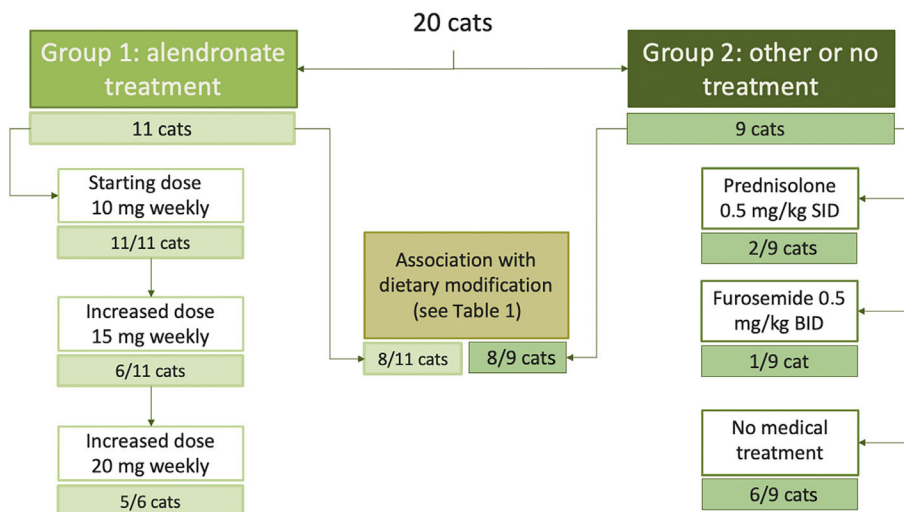 20 cats
Group 1: alendronate
treatment
11 cats
Starting dose
10 mg weekly
11/11 cats
Increased dose
15 mg weekly
6/11 cats
Increased dose
20 mg weekly
5/6 cats
Association with
dietary modification
(see Table 1)
8/11 cats
8/9 cats
Group 2: other or no
treatment
9 cats
Prednisolone
0.5 mg/kg SID
2/9 cats
Furosemide 0.5
mg/kg BID
1/9 cat
No medical
treatment
6/9 cats